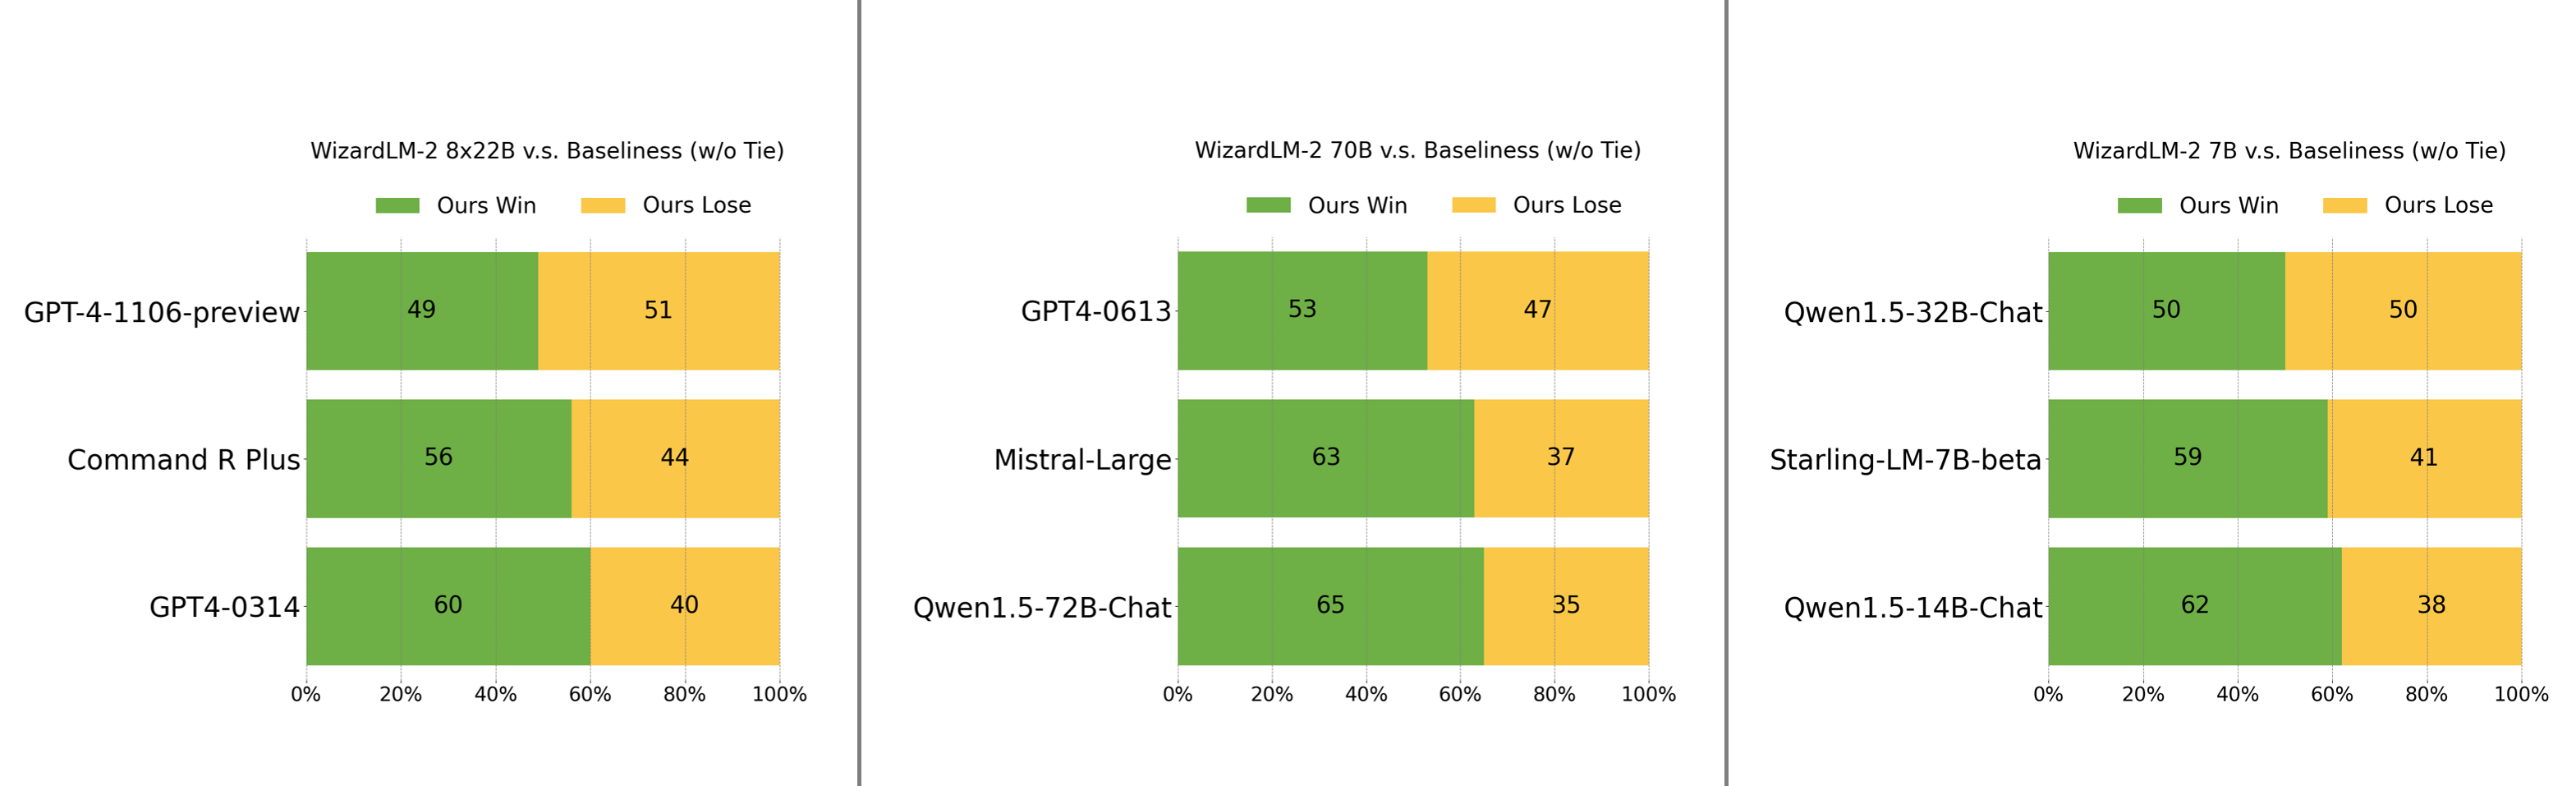 WizardLM-2 8x22B v.s. Baseliness (w/o Tie)
Ours Win Ours Lose
GPT-4-1106-preview 49 51
Command R Plus 56 44
GPT4-0314 60 40
0% 20% 40% 60% 80% 100%
WizardLM-2 70B v.s. Baseliness (w/o Tie)
Ours Win Ours Lose
GPT4-0613 53 47
Mistral-Large 63 37
Qwen1.5-72B-Chat 65 35
0% 20% 40% 60% 80% 100%
WizardLM-2 7B v.s. Baseliness (w/o Tie)
Ours Win Ours Lose
Qwen1.5-32B-Chat 50 50
Starling-LM-7B-beta 59 41
Qwen1.5-14B-Chat 62 38
0% 20% 40% 60% 80% 100%